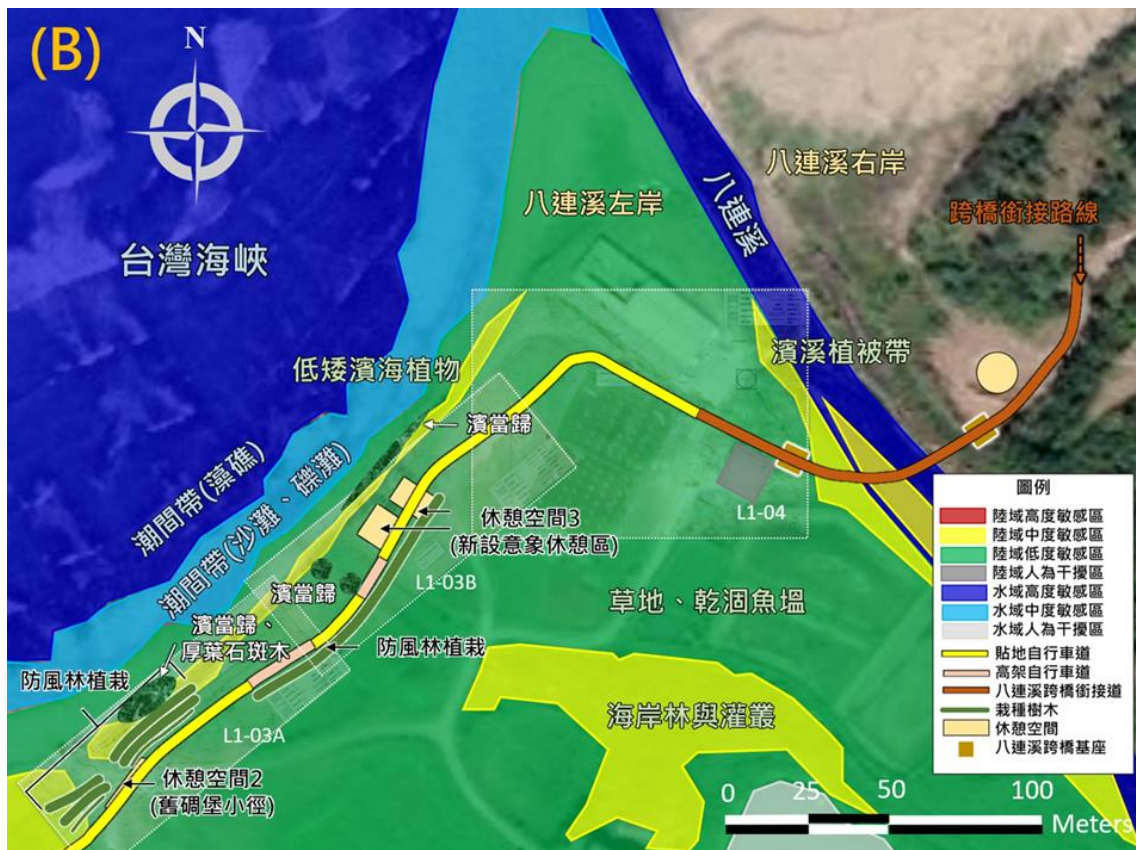 (B)
N
台灣海峽
八連溪左岸
八連溪
八連溪右岸
跨橋銜接路線
低矮濱海植物
濱溪植被帶
濱當歸
潮間帶(藻礁)
潮間帶(沙灘、礫灘)
休憩空間3
(新設意象休憩區)
L1-04
L1-03B
濱當歸
濱當歸、
厚葉石斑木
草地、乾涸魚塭
防風林植栽
防風林植栽
L1-03A
海岸林與灌叢
休憩空間2
(舊碉堡小徑)
圖例
陸域高度敏感區
陸域中度敏感區
陸域低度敏感區
陸域人為干擾區
水域高度敏感區
水域中度敏感區
水域人為干擾區
貼地自行車道
高架自行車道
八連溪跨橋銜接道
栽種樹木
休憩空間
八連溪跨橋基座
0 25 50 100
Meters